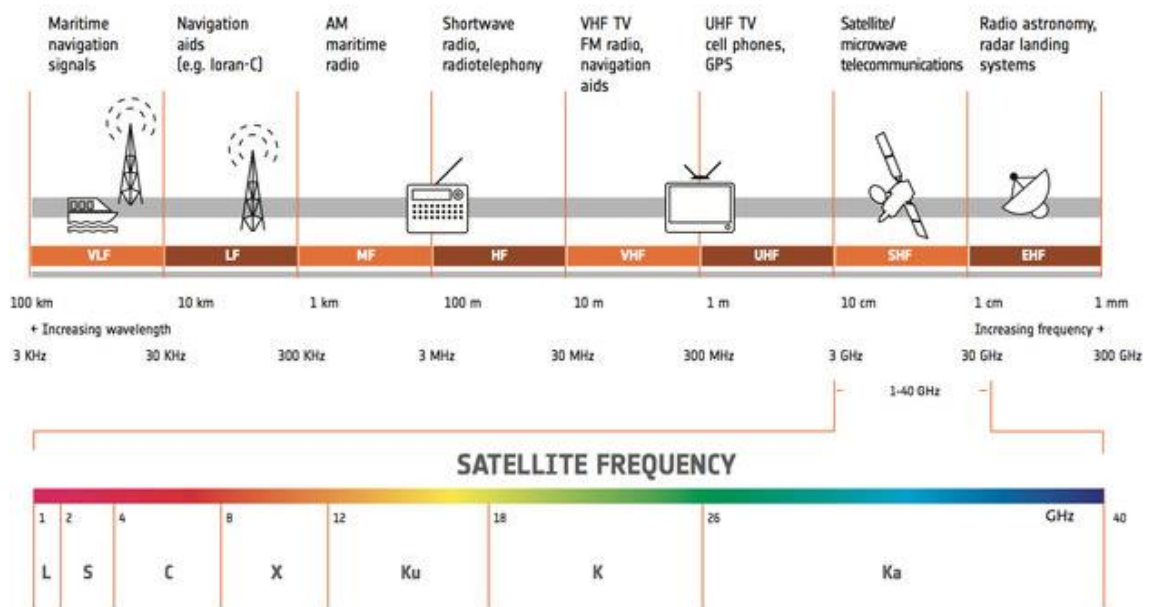 Maritime
navigation
signals
Navigation
aids
(e.g. loran-C)
AM
maritime
radio
Shortwave
radio,
radiotelephony
VHF TV
FM radio,
navigation
aids
UHF TV
cell phones,
GPS
Satellite/
microwave
telecommunications
Radio astronomy,
radar landing
systems
VLF LF MF HF VHF UHF SHF EHF
100 km 10 km 1 km 100 m 10 m 1 m 10 cm 1 cm 1 mm
← Increasing wavelength Increasing frequency →
3 KHz 30 KHz 300 KHz 3 MHz 30 MHz 300 MHz 3 GHz 30 GHz 300 GHz
1-40 GHz
SATELLITE FREQUENCY
1 2 4 8 12 18 26 GHz 40
L S C X Ku K Ka